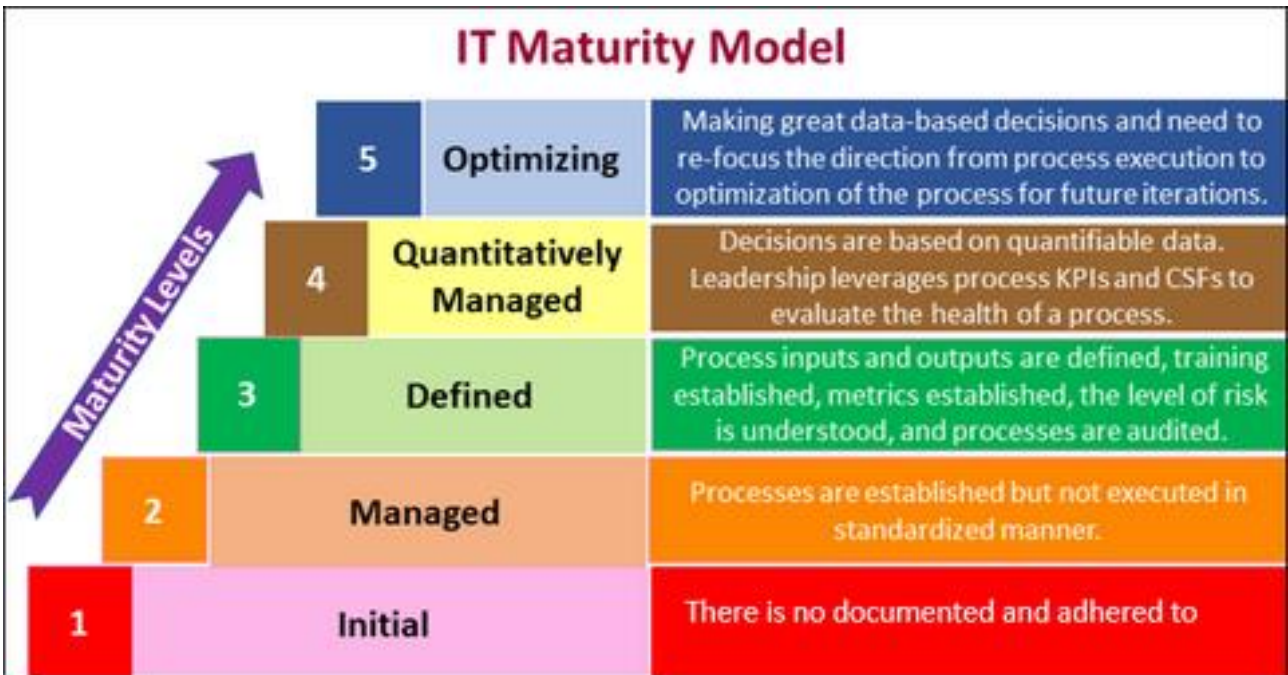 IT Maturity Model
Maturity Levels
5
Optimizing
Making great data-based decisions and need to
re-focus the direction from process execution to
optimization of the process for future iterations.
4
Quantitatively
Managed
Decisions are based on quantifiable data.
Leadership leverages process KPIs and CSFs to
evaluate the health of a process.
3
Defined
Process inputs and outputs are defined, training
established, metrics established, the level of risk
is understood, and processes are audited.
2
Managed
Processes are established but not executed in
standardized manner.
1
Initial
There is no documented and adhered to